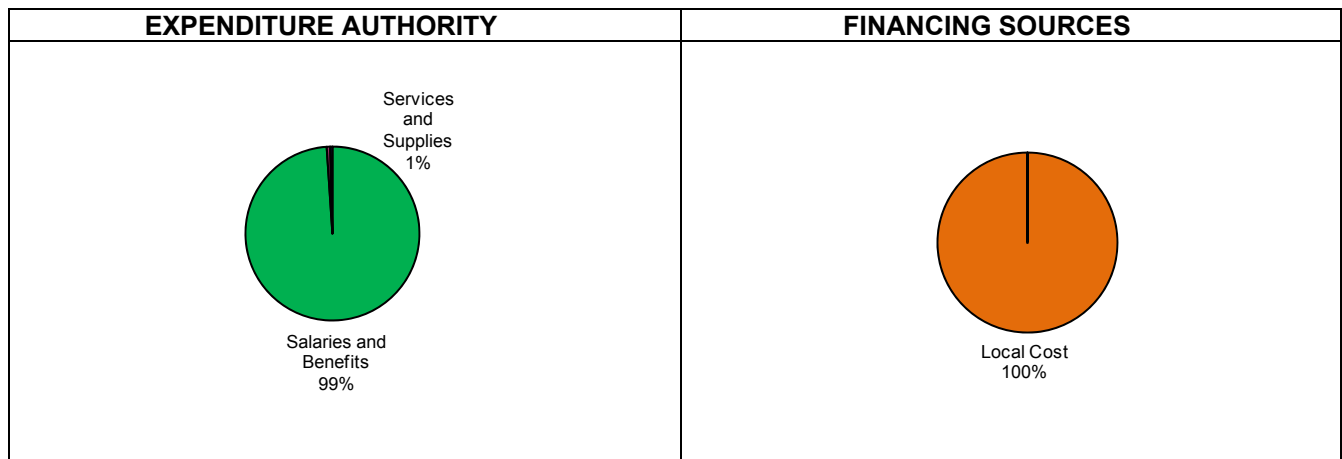 EXPENDITURE AUTHORITY
FINANCING SOURCES
Services
and
Supplies
1%
Salaries and
Benefits
99%
Local Cost
100%